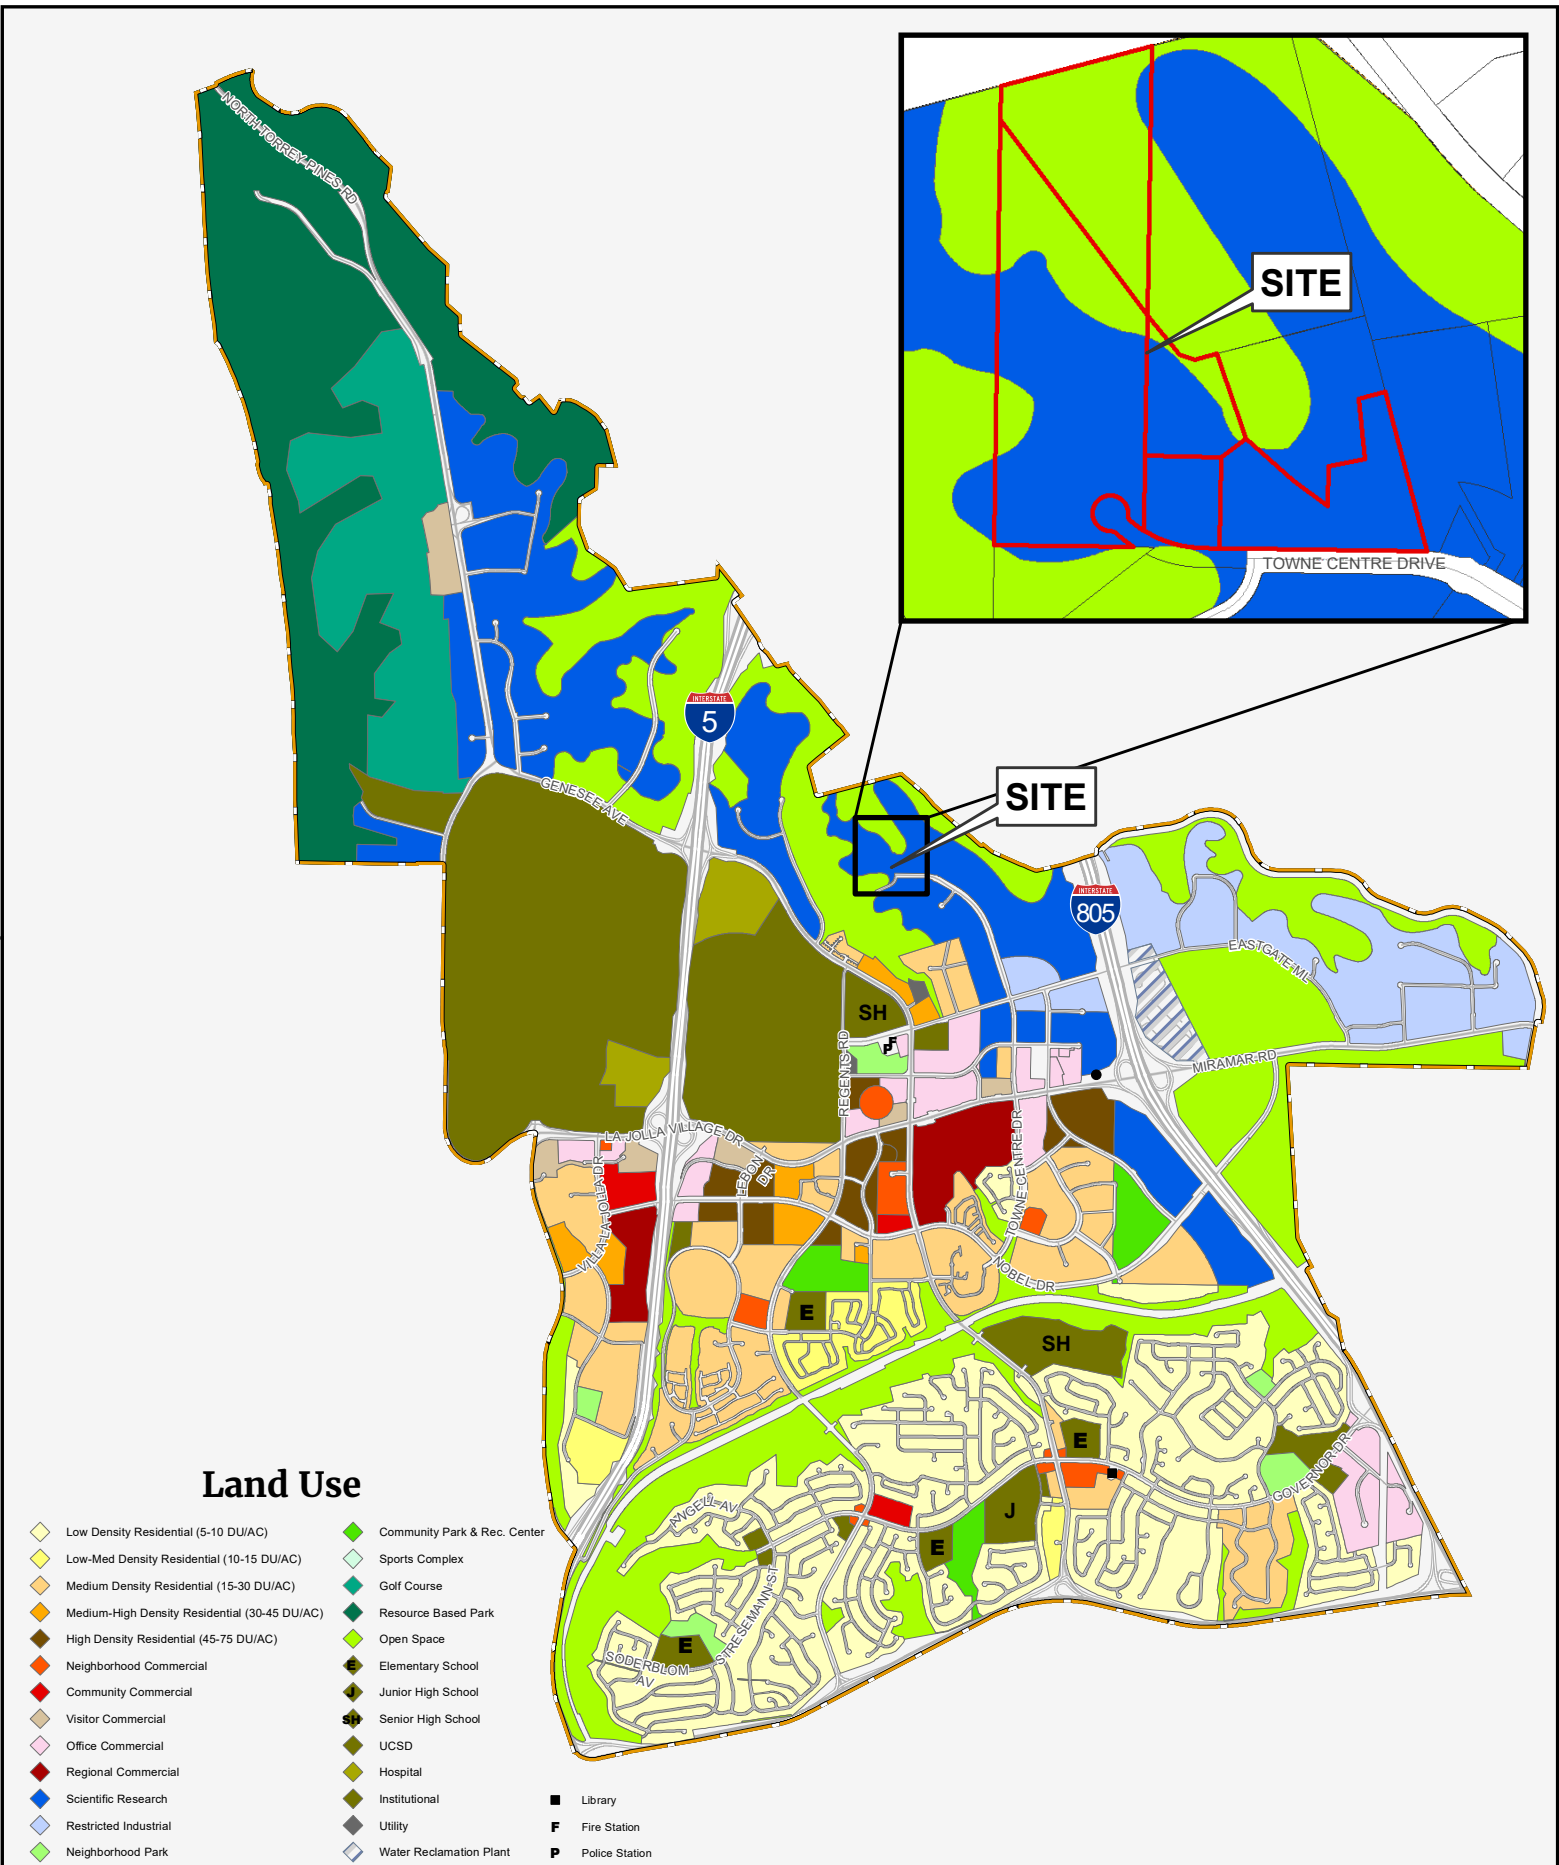 SITE
TOWNE CENTRE DRIVE
NORTH TORREY PINES RD
INTERSTATE
5
SITE
GENESEE AVE
INTERSTATE
805
EASTGATE ML
SH
F
P
REGENTS RD
MIRAMAR RD
LA JOLLA VILLAGE DR
LEBON
DR
VILLA LA JOLLA DR
TOWNE CENTRE DR
NOBEL DR
E
SH
E
GOVERNOR DR
J
E
ANGELL AV
STRESEMANN ST
E
SODERBLOM
AV
Land Use
Low Density Residential (5-10 DU/AC)
Low-Med Density Residential (10-15 DU/AC)
Medium Density Residential (15-30 DU/AC)
Medium-High Density Residential (30-45 DU/AC)
High Density Residential (45-75 DU/AC)
Neighborhood Commercial
Community Commercial
Visitor Commercial
Office Commercial
Regional Commercial
Scientific Research
Restricted Industrial
Neighborhood Park
Community Park & Rec. Center
Sports Complex
Golf Course
Resource Based Park
Open Space
E Elementary School
J Junior High School
SH Senior High School
UCSD
Hospital
Institutional
Utility
Water Reclamation Plant
Library
F Fire Station
P Police Station